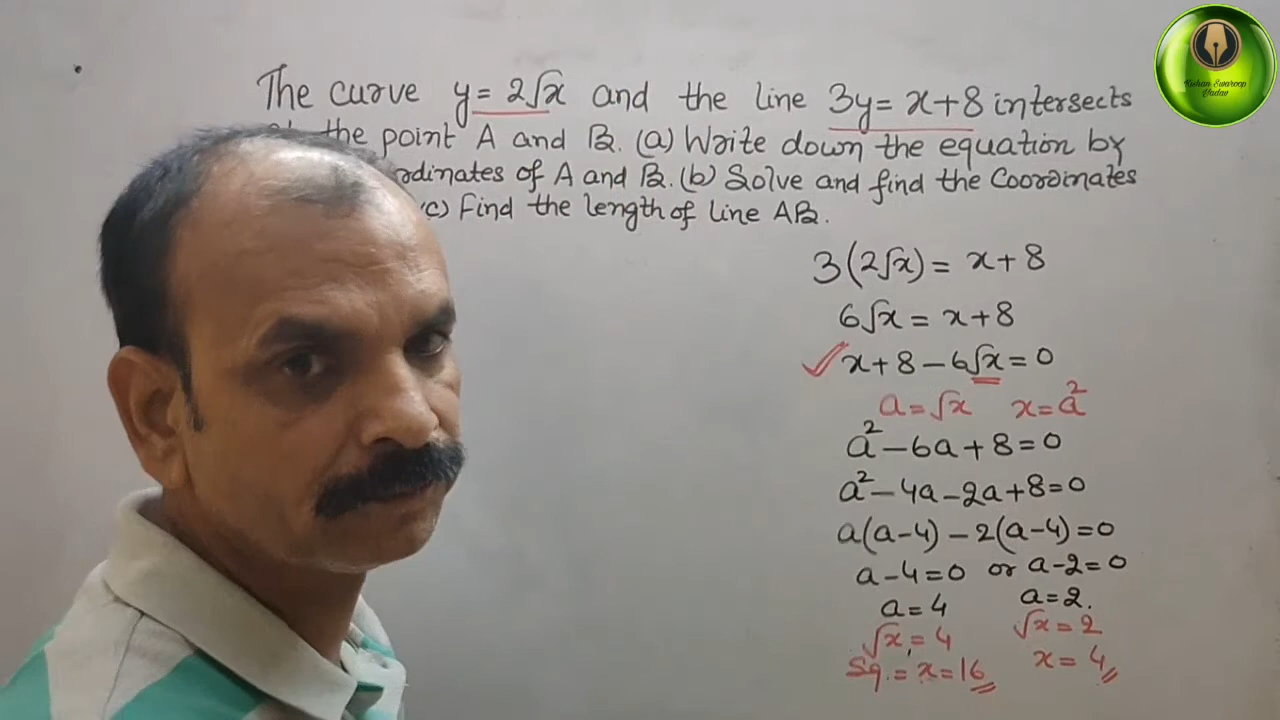 The curve y = 2√x and the line 3y = x+8 intersects
the point A and B. (a) Write down the equation by
rdinates of A and B. (b) Solve and find the Coordinates
(c) Find the length of line AB.
3(2√x) = x+8
6√x = x+8
✓ x+8-6√x = 0
a = √x x = a²
a² - 6a + 8 = 0
a² - 4a - 2a + 8 = 0
a(a-4) - 2(a-4) = 0
a-4=0 or a-2=0
a=4 a=2.
√x = 4 √x = 2
Sq. = x = 16 x = 4
Kishan Swaroop
Yadav